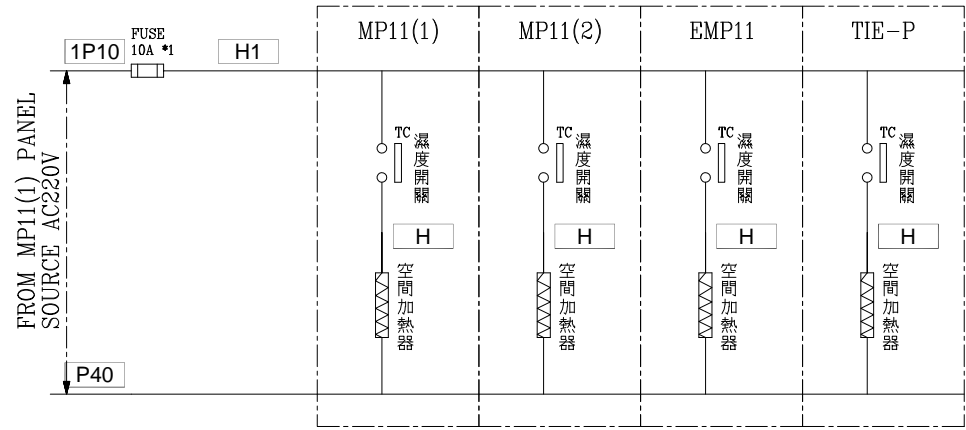 FROM MP11(1) PANEL
SOURCE AC220V
1P10
FUSE
10A *1
H1
P40
MP11(1)
TC
濕度開關
H
空間加熱器
MP11(2)
TC
濕度開關
H
空間加熱器
EMP11
TC
濕度開關
H
空間加熱器
TIE-P
TC
濕度開關
H
空間加熱器